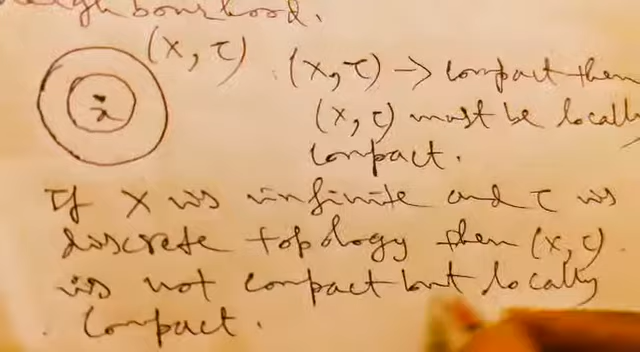 neighbourhood.
(X, τ) (X, τ) → compact then
x (X, τ) must be locally
compact.
If X is infinite and τ is
discrete topology then (X, τ)
is not compact but locally
compact.